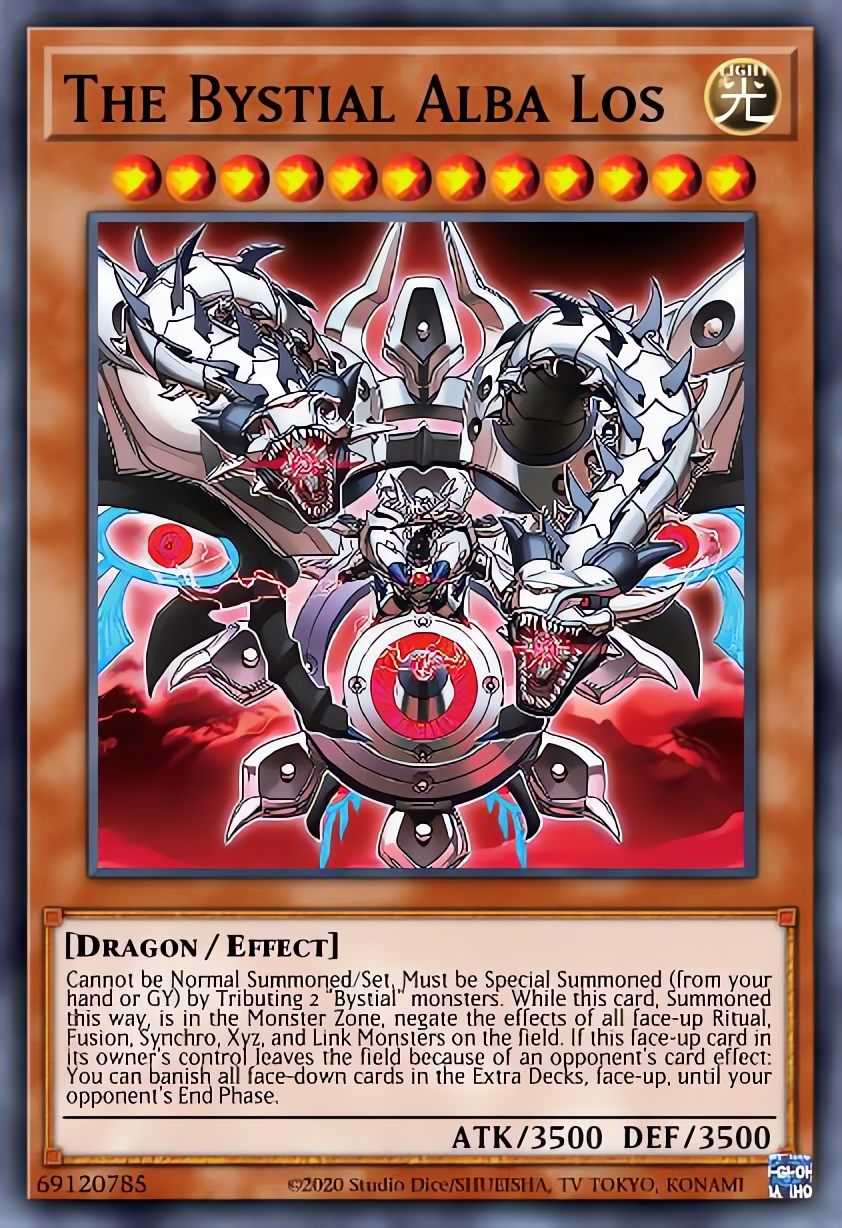 The Bystial Alba Los
LIGHT
光
[Dragon / Effect]
Cannot be Normal Summoned/Set. Must be Special Summoned (from your
hand or GY) by Tributing 2 "Bystial" monsters. While this card, Summoned
this way, is in the Monster Zone, negate the effects of all face-up Ritual,
Fusion, Synchro, Xyz, and Link Monsters on the field. If this face-up card in
its owner's control leaves the field because of an opponent's card effect:
You can banish all face-down cards in the Extra Decks, face-up, until your
opponent's End Phase.
ATK/3500 DEF/3500
69120785
©2020 Studio Dice/SHUEISHA, TV TOKYO, KONAMI